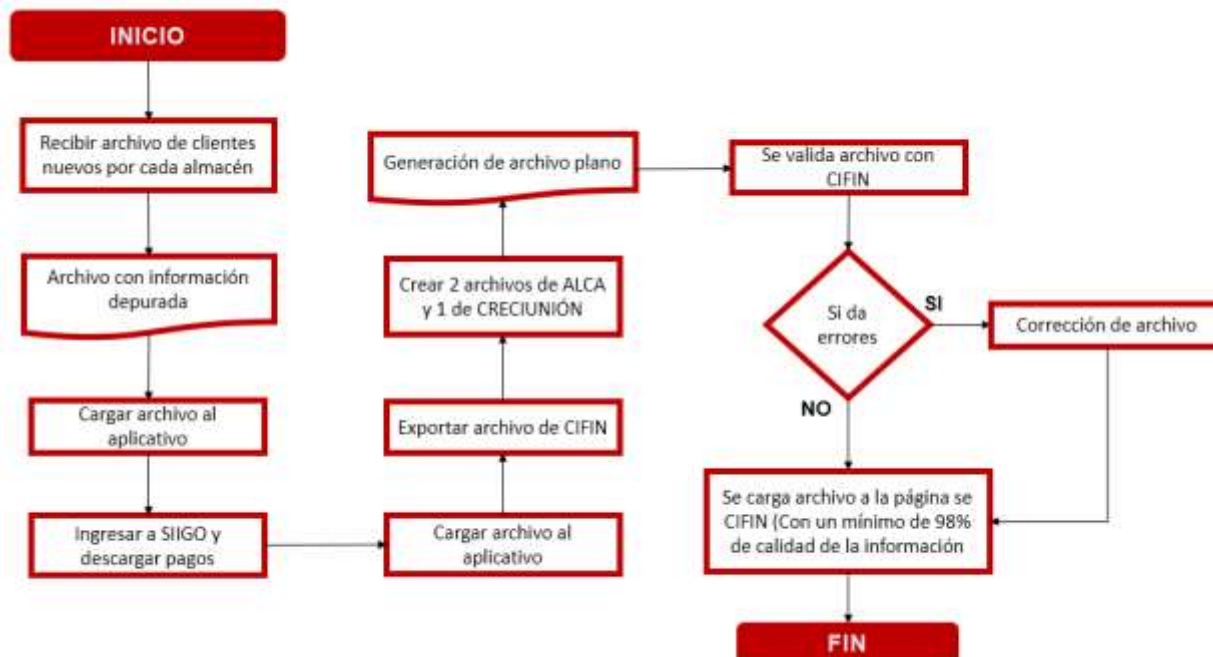 INICIO
Recibir archivo de clientes
nuevos por cada almacén
Archivo con información
depurada
Cargar archivo al
aplicativo
Ingresar a SIIGO y
descargar pagos
Cargar archivo al
aplicativo
Exportar archivo de CIFIN
Crear 2 archivos de ALCA
y 1 de CRECIUNIÓN
Generación de archivo plano
Se valida archivo con
CIFIN
Si da
errores
SI
Corrección de archivo
NO
Se carga archivo a la página se
CIFIN (Con un mínimo de 98%
de calidad de la información
FIN